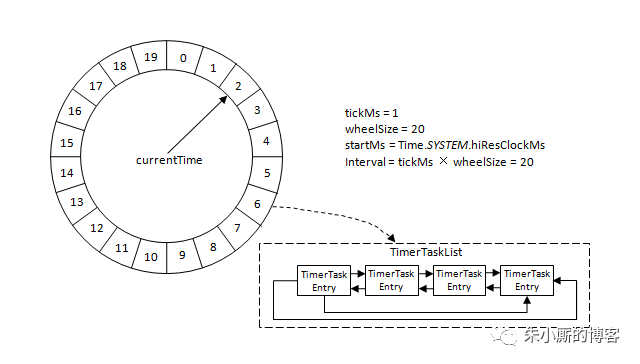 0
1
2
3
4
5
6
7
8
9
10
11
12
13
14
15
16
17
18
19
currentTime
tickMs = 1
wheelSize = 20
startMs = Time.SYSTEM.hiResClockMs
Interval = tickMs × wheelSize = 20
TimerTaskList
TimerTask
Entry
TimerTask
Entry
TimerTask
Entry
TimerTask
Entry
朱小厮的博客